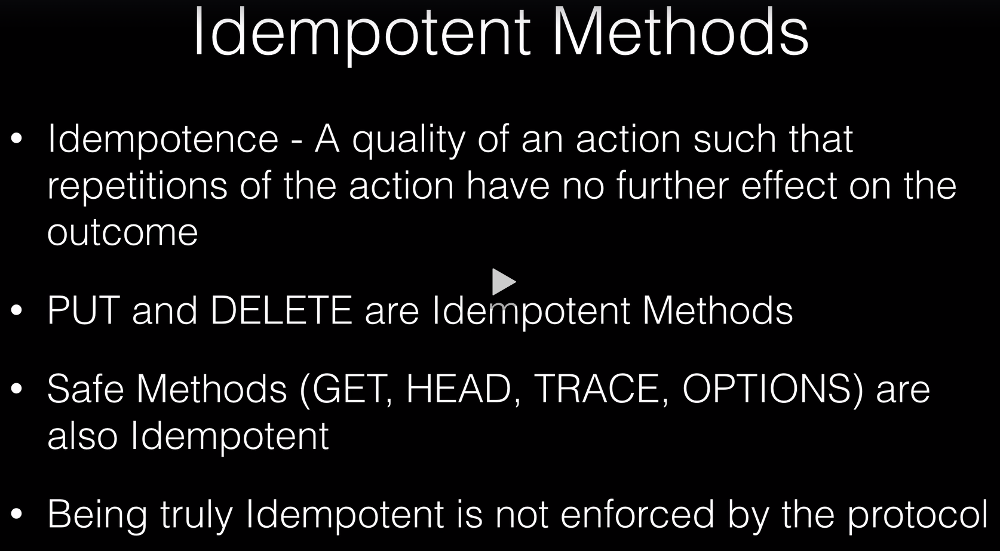 Idempotent Methods
• Idempotence - A quality of an action such that
repetitions of the action have no further effect on the
outcome
• PUT and DELETE are Idempotent Methods
• Safe Methods (GET, HEAD, TRACE, OPTIONS) are
also Idempotent
• Being truly Idempotent is not enforced by the protocol